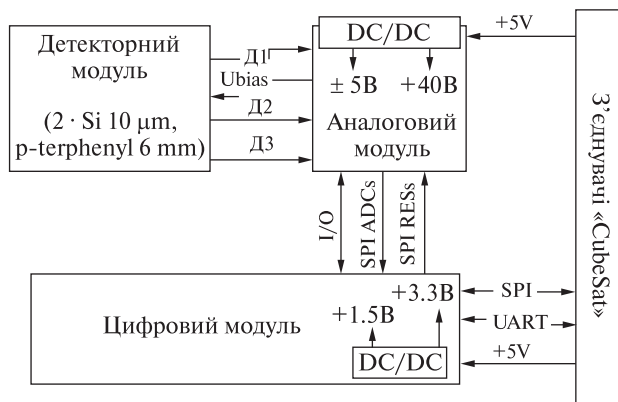 Детекторний
модуль
(2 · Si 10 μm,
p-terphenyl 6 mm)
Д1
Ubias
Д2
Д3
DC/DC
± 5В +40В
Аналоговий
модуль
+5V
З'єднувачі «CubeSat»
I/O
SPI ADCs
SPI RESs
Цифровий модуль
+3.3В
+1.5В
DC/DC
SPI
UART
+5V